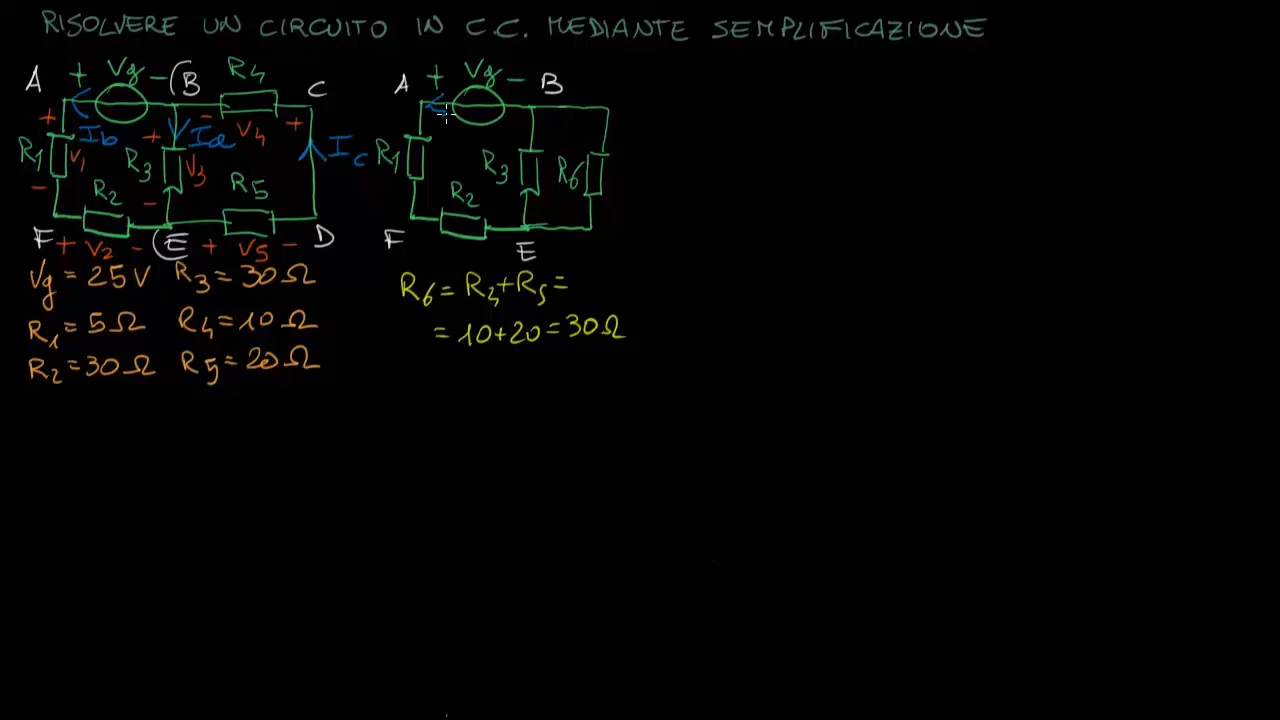 RISOLVERE UN CIRCUITO IN C.C. MEDIANTE SEMPLIFICAZIONE
A + Vg - (B R4 C
+ Ib + Ia - V4 + Ic
R1 V1 R3 V3
- R2 - R5
F + V2 - (E + V5 - D
Vg = 25 V R3 = 30 Ω
R1 = 5 Ω R4 = 10 Ω
R2 = 30 Ω R5 = 20 Ω
A + Vg - B
R1 R3 R6
R2
F E
R6 = R4 + R5 =
= 10 + 20 = 30 Ω